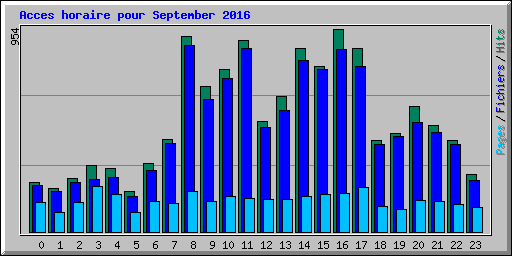 Acces horaire pour September 2016
954
Pages / Fichiers / Hits
0 1 2 3 4 5 6 7 8 9 10 11 12 13 14 15 16 17 18 19 20 21 22 23